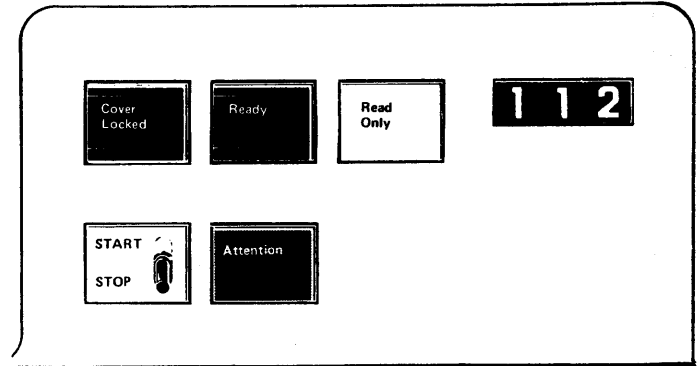 Cover
Locked
Ready
Read
Only
1 1 2
START
STOP
Attention